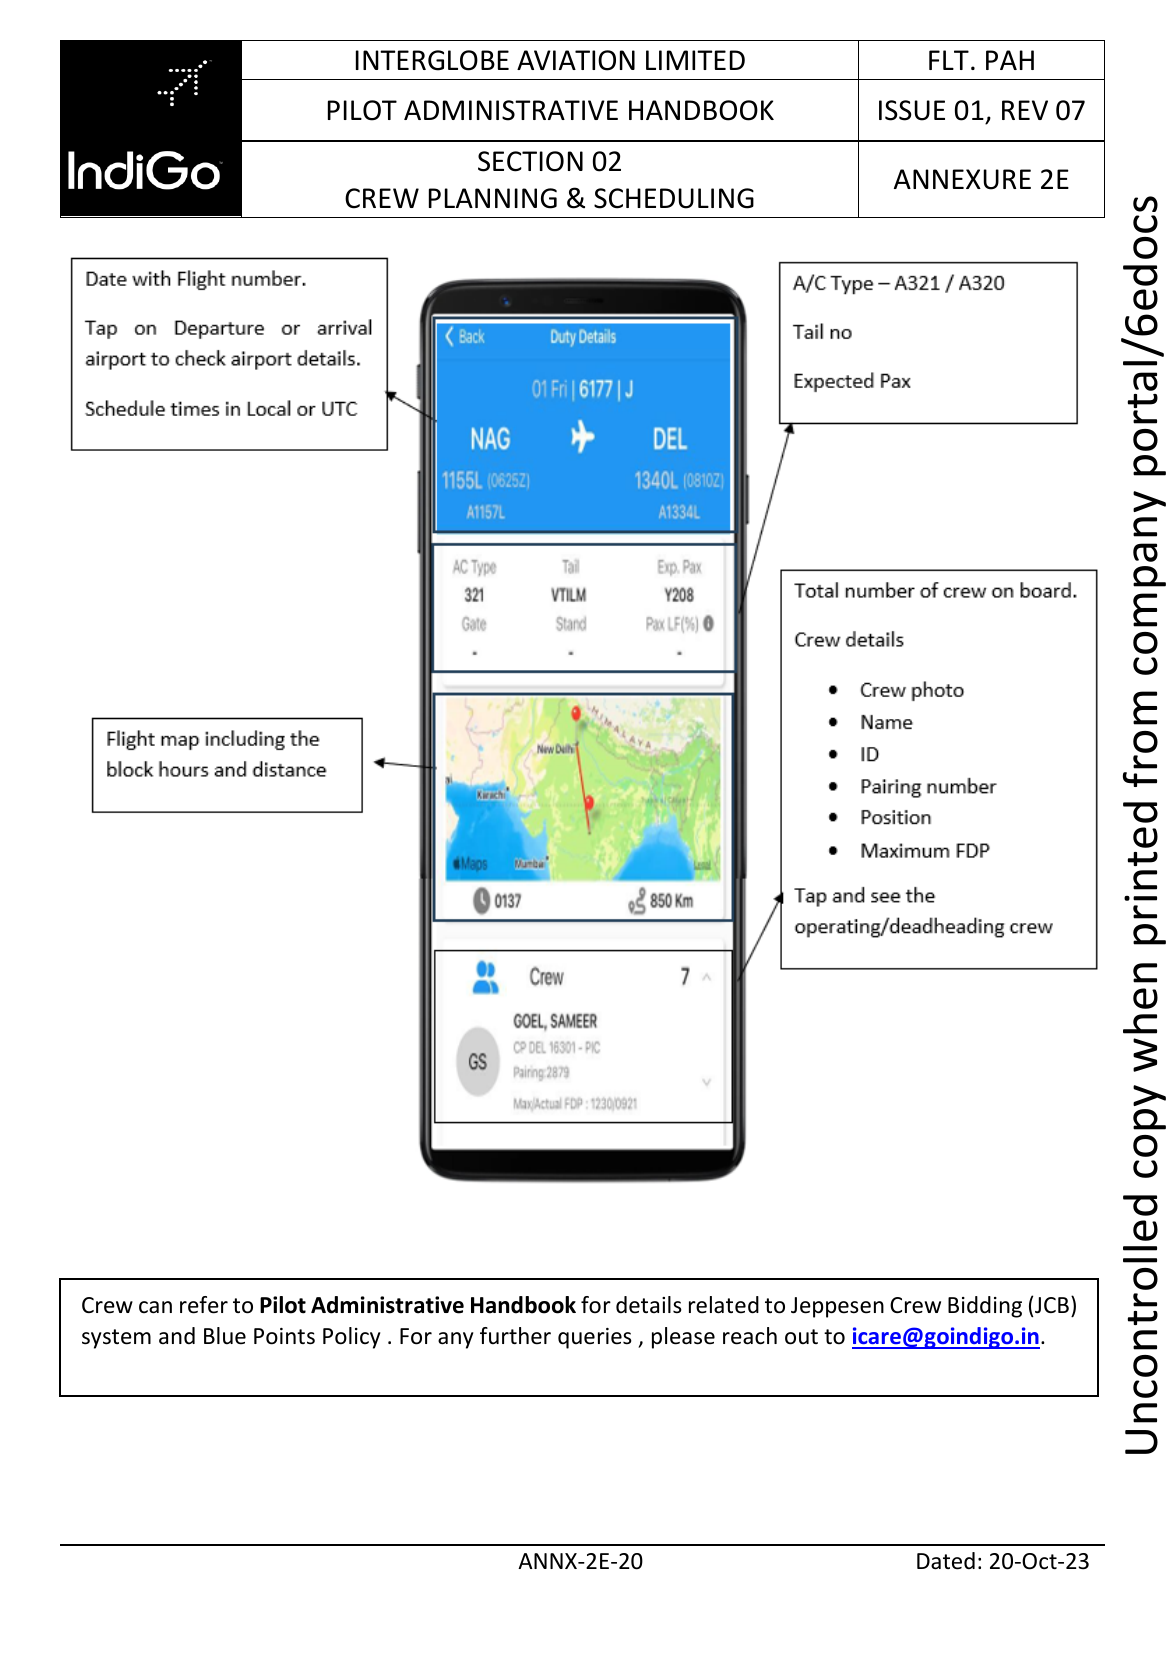 IndiGo
INTERGLOBE AVIATION LIMITED
FLT. PAH
PILOT ADMINISTRATIVE HANDBOOK
ISSUE 01, REV 07
SECTION 02
CREW PLANNING & SCHEDULING
ANNEXURE 2E
Date with Flight number.
Tap on Departure or arrival
airport to check airport details.
Schedule times in Local or UTC
A/C Type – A321 / A320
Tail no
Expected Pax
Back
Duty Details
01 Fri | 6177 | J
NAG
DEL
1155L (0625Z)
1340L (0810Z)
A1157L
A1334L
AC Type
Tail
Exp. Pax
321
VTILM
Y208
Gate
Stand
Pax LF(%)
-
-
-
Total number of crew on board.
Crew details
• Crew photo
• Name
• ID
• Pairing number
• Position
• Maximum FDP
Tap and see the
operating/deadheading crew
Flight map including the
block hours and distance
HIMALAYA
New Delhi
Karachi
Mumbai
Maps
Legal
0137
850 Km
Crew
7
GS
GOEL, SAMEER
CP DEL 16301 - PIC
Pairing:2879
Max/Actual FDP : 1230/0921
Crew can refer to Pilot Administrative Handbook for details related to Jeppesen Crew Bidding (JCB)
system and Blue Points Policy . For any further queries , please reach out to icare@goindigo.in.
ANNX-2E-20
Dated: 20-Oct-23
Uncontrolled copy when printed from company portal/6edocs